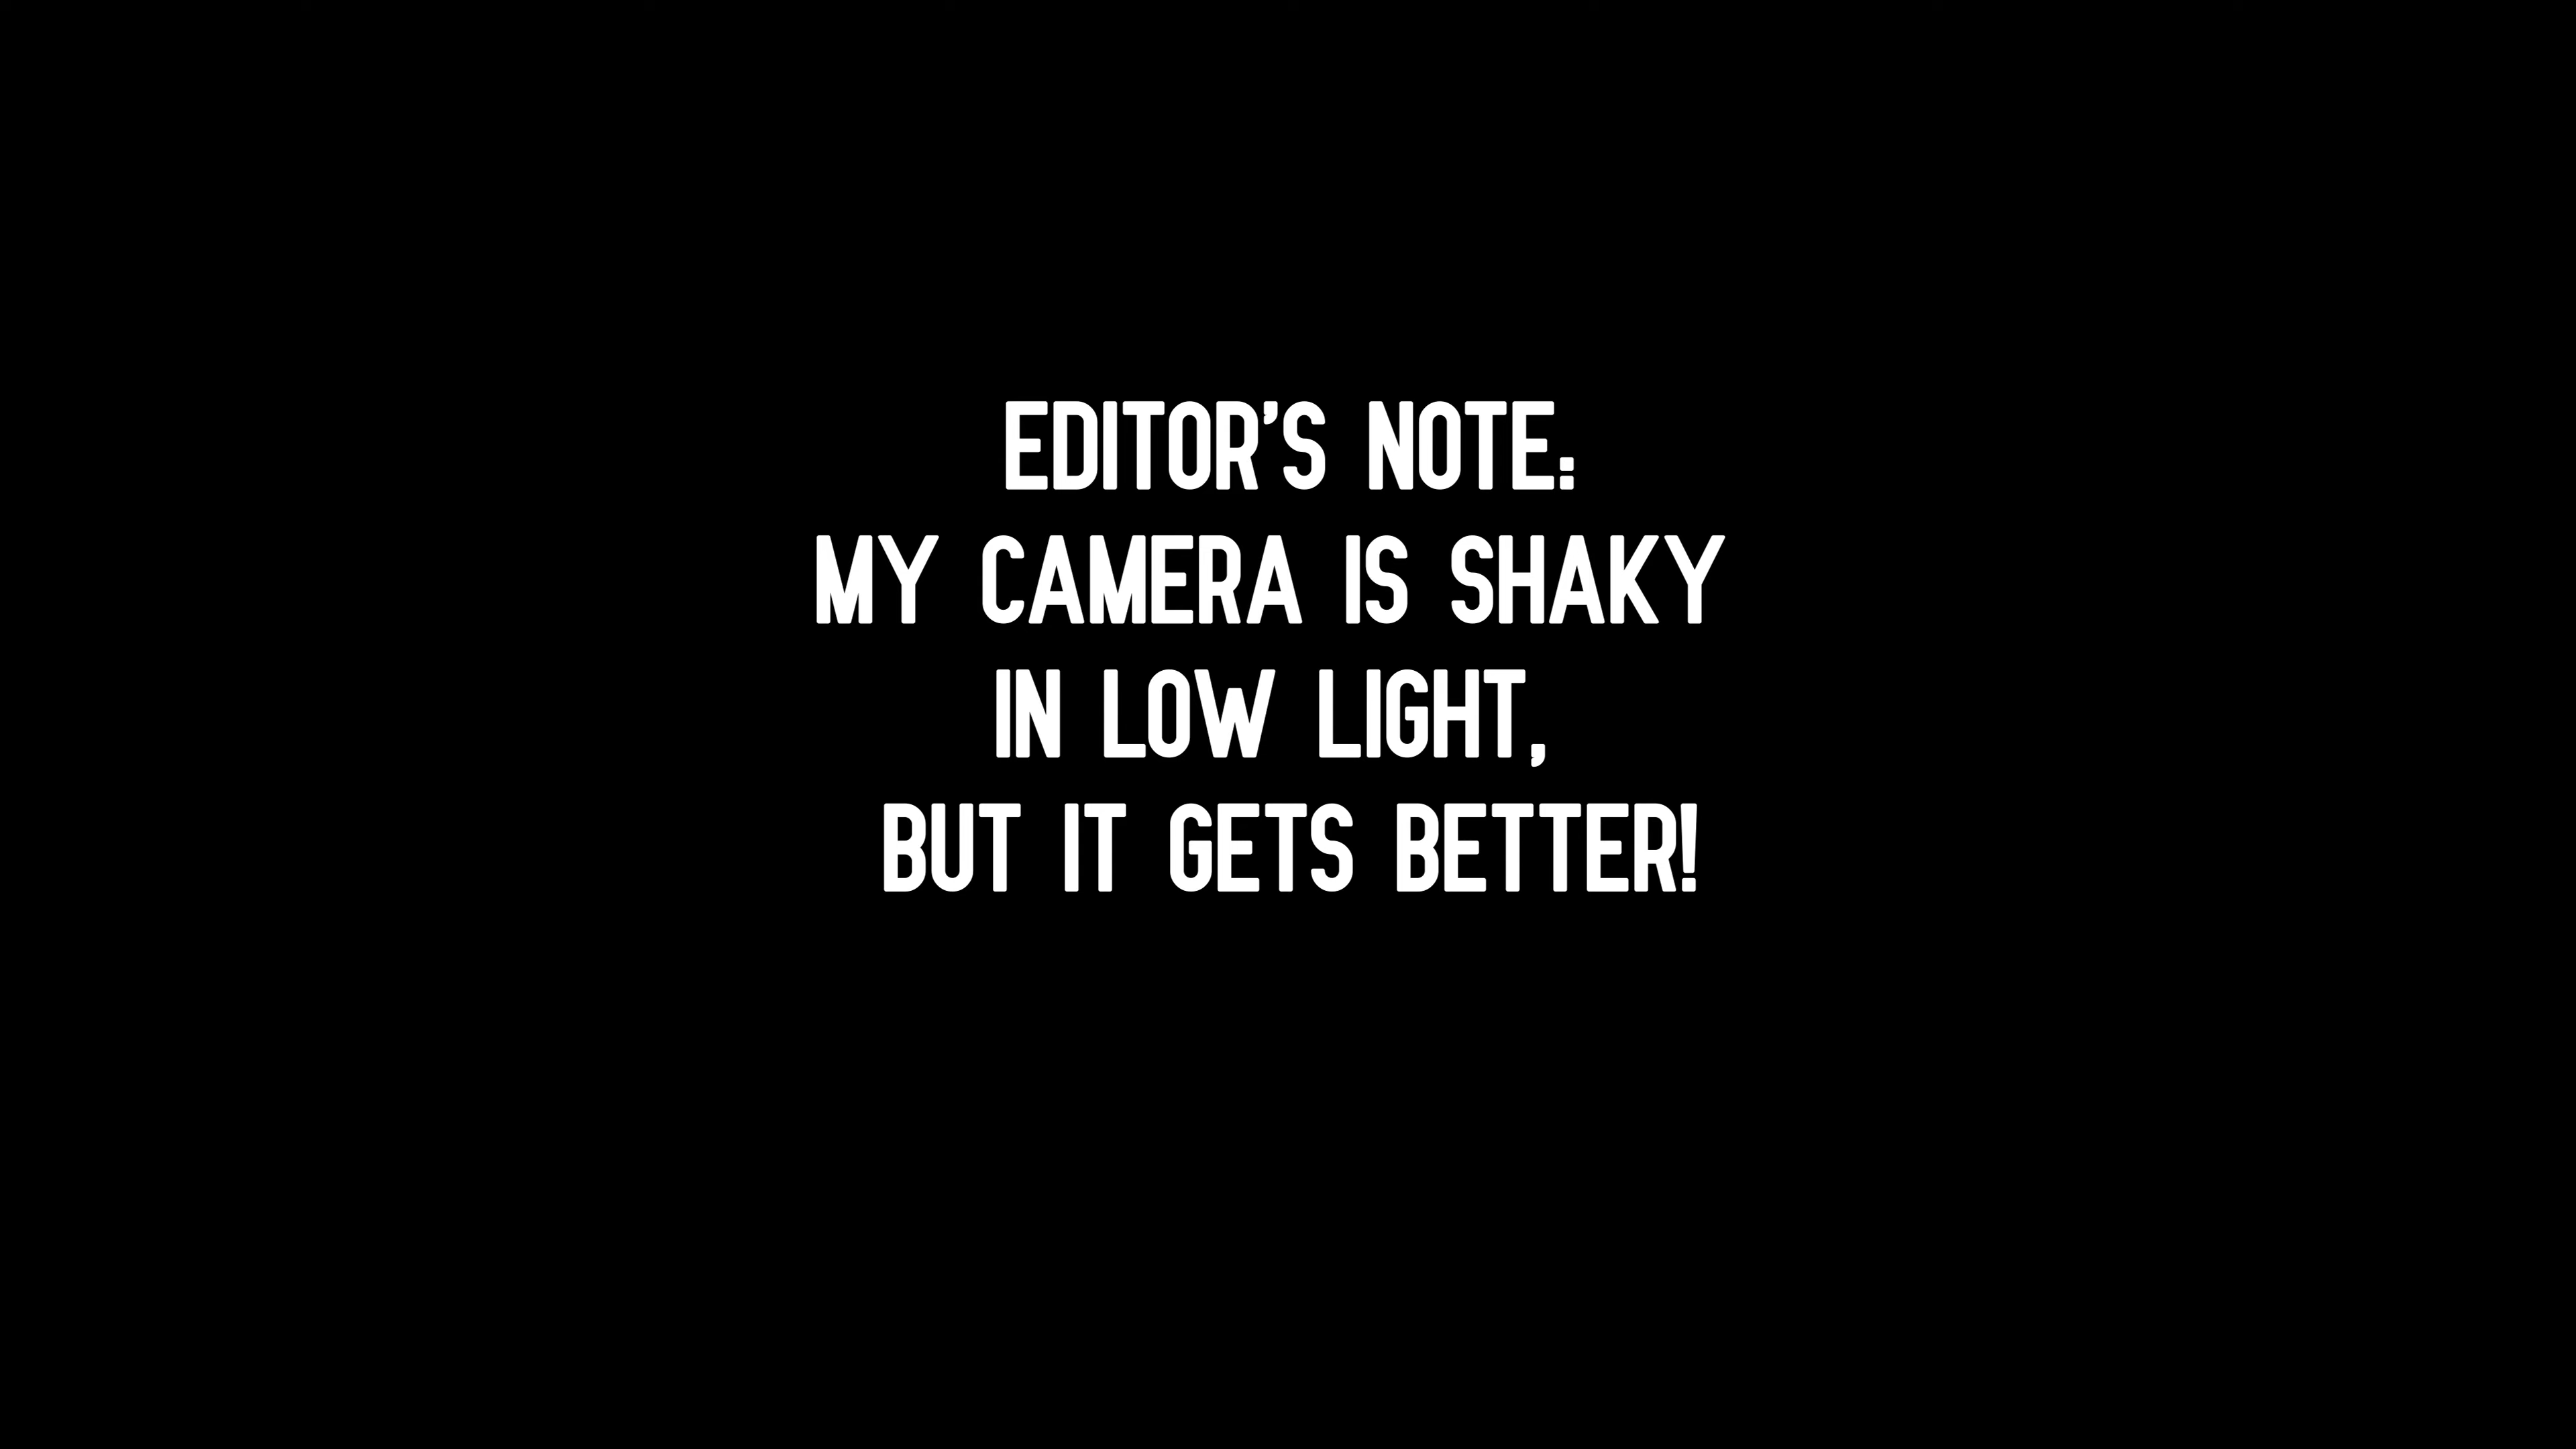 EDITOR'S NOTE:
MY CAMERA IS SHAKY
IN LOW LIGHT,
BUT IT GETS BETTER!